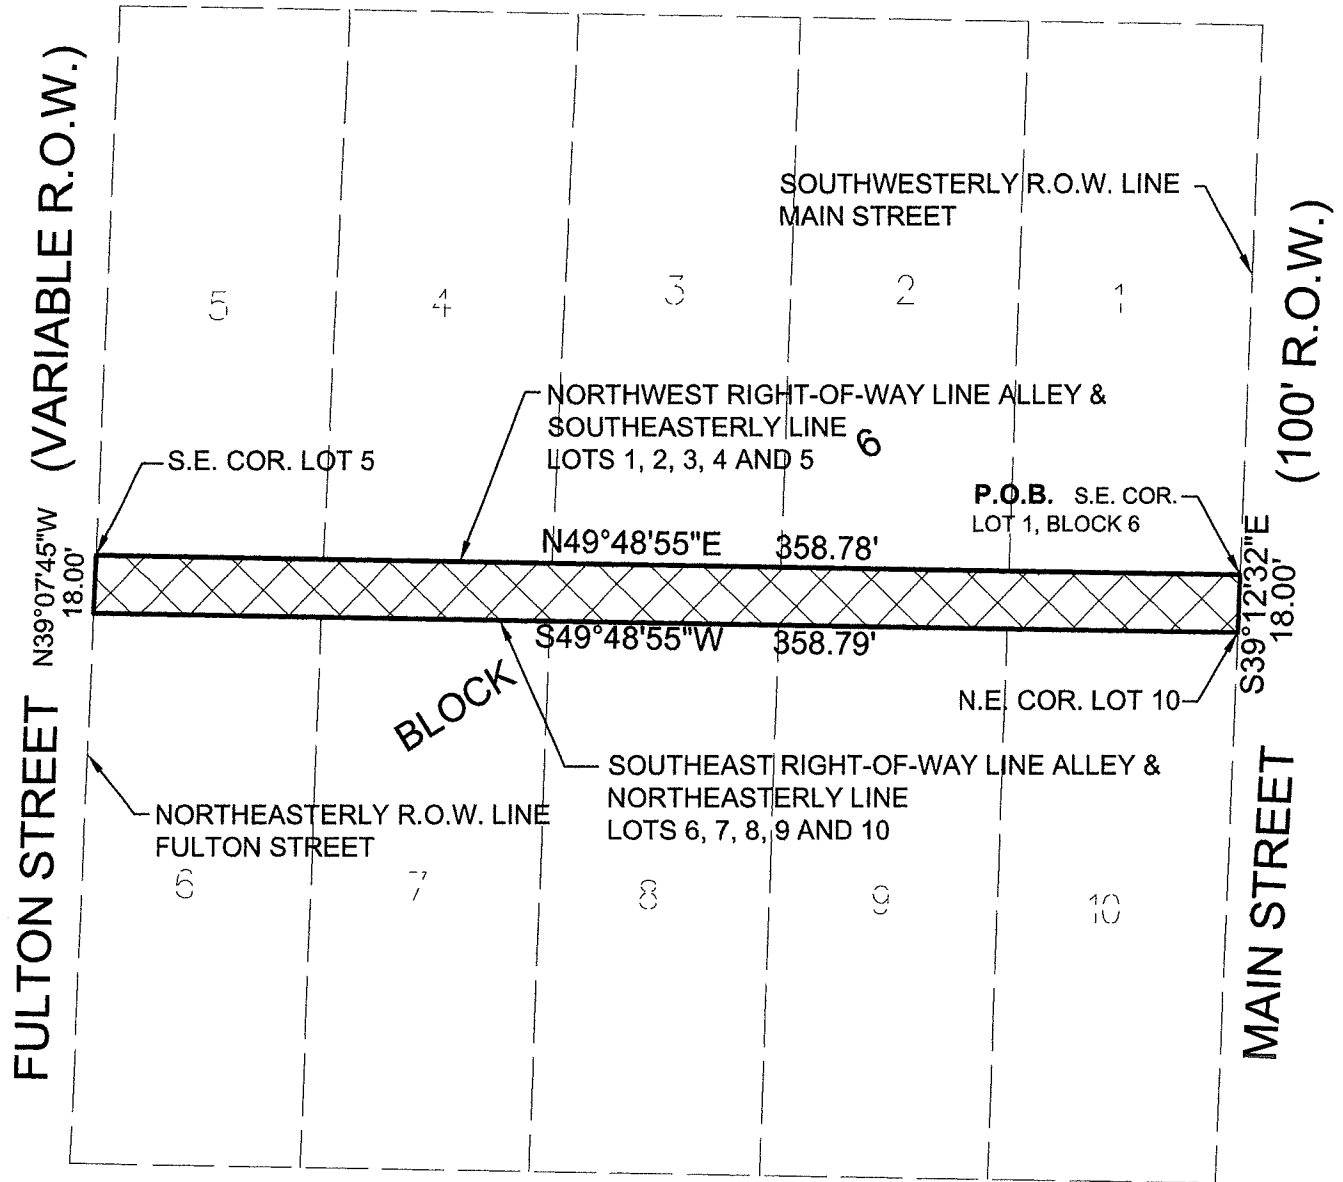 FULTON STREET (VARIABLE R.O.W.)
SOUTHWESTERLY R.O.W. LINE
MAIN STREET
5
4
3
2
1
NORTHWEST RIGHT-OF-WAY LINE ALLEY &
SOUTHEASTERLY LINE
LOTS 1, 2, 3, 4 AND 5
6
S.E. COR. LOT 5
P.O.B. S.E. COR.
LOT 1, BLOCK 6
N39°07'45"W
18.00'
N49°48'55"E 358.78'
S39°12'32"E
18.00'
S49°48'55"W 358.79'
BLOCK
N.E. COR. LOT 10
SOUTHEAST RIGHT-OF-WAY LINE ALLEY &
NORTHEASTERLY LINE
LOTS 6, 7, 8, 9 AND 10
NORTHEASTERLY R.O.W. LINE
FULTON STREET
6
7
8
9
10
MAIN STREET (100' R.O.W.)